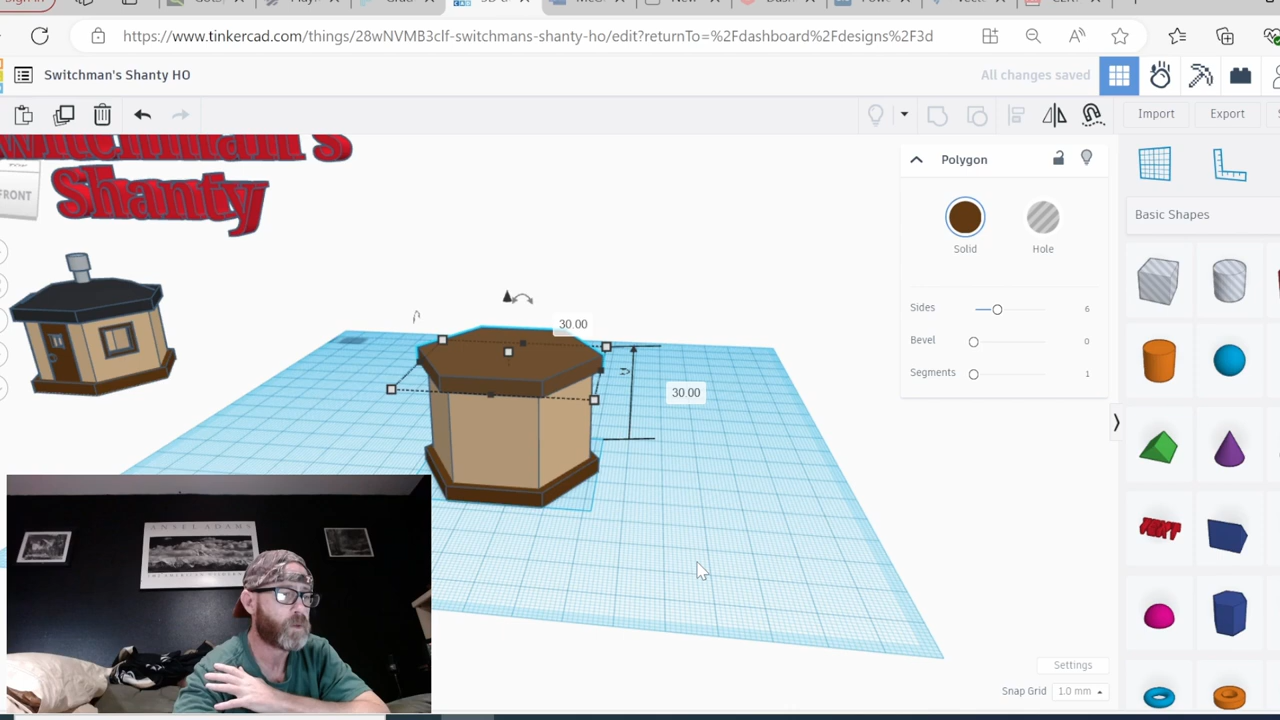 https://www.tinkercad.com/things/28wNVMB3clf-switchmans-shanty-ho/edit?returnTo=%2Fdashboard%2Fdesigns%2F3d
Switchman's Shanty HO
All changes saved
Import
Export
Shanty
FRONT
Polygon
Solid
Hole
Sides
6
Bevel
0
Segments
1
Basic Shapes
30.00
30.00
TEXT
ANSEL ADAMS
Settings
Snap Grid
1.0 mm